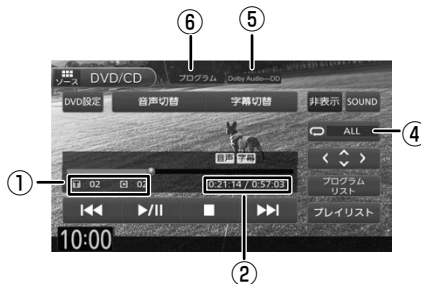 ⑥ ⑤
ソース DVD/CD プログラム Dolby Audio—DD
DVD設定 音声切替 字幕切替 非表示 SOUND
ALL ④
音声 字幕
① T 02 C 02 0:21:14 / 0:57:03
プログラム
リスト
プレイリスト
10:00
②